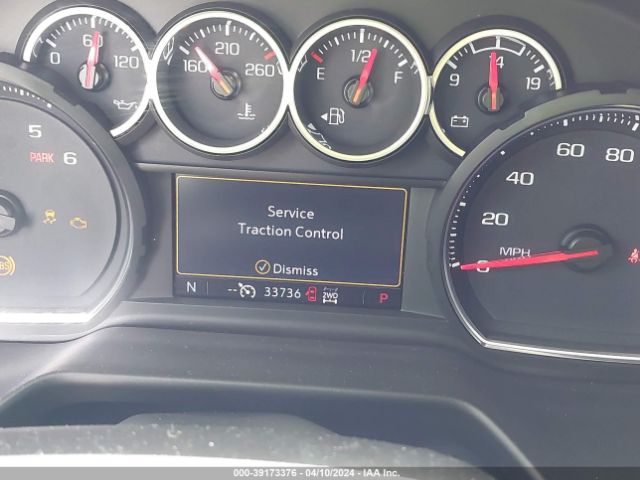 0 60 120
160 210 260
E 1/2 F
9 14 19
5
PARK 6
40 60 80
20
0 MPH
Service
Traction Control
Dismiss
N -- 33736 2WD P
000-39173376 - 04/10/2024 - IAA Inc.